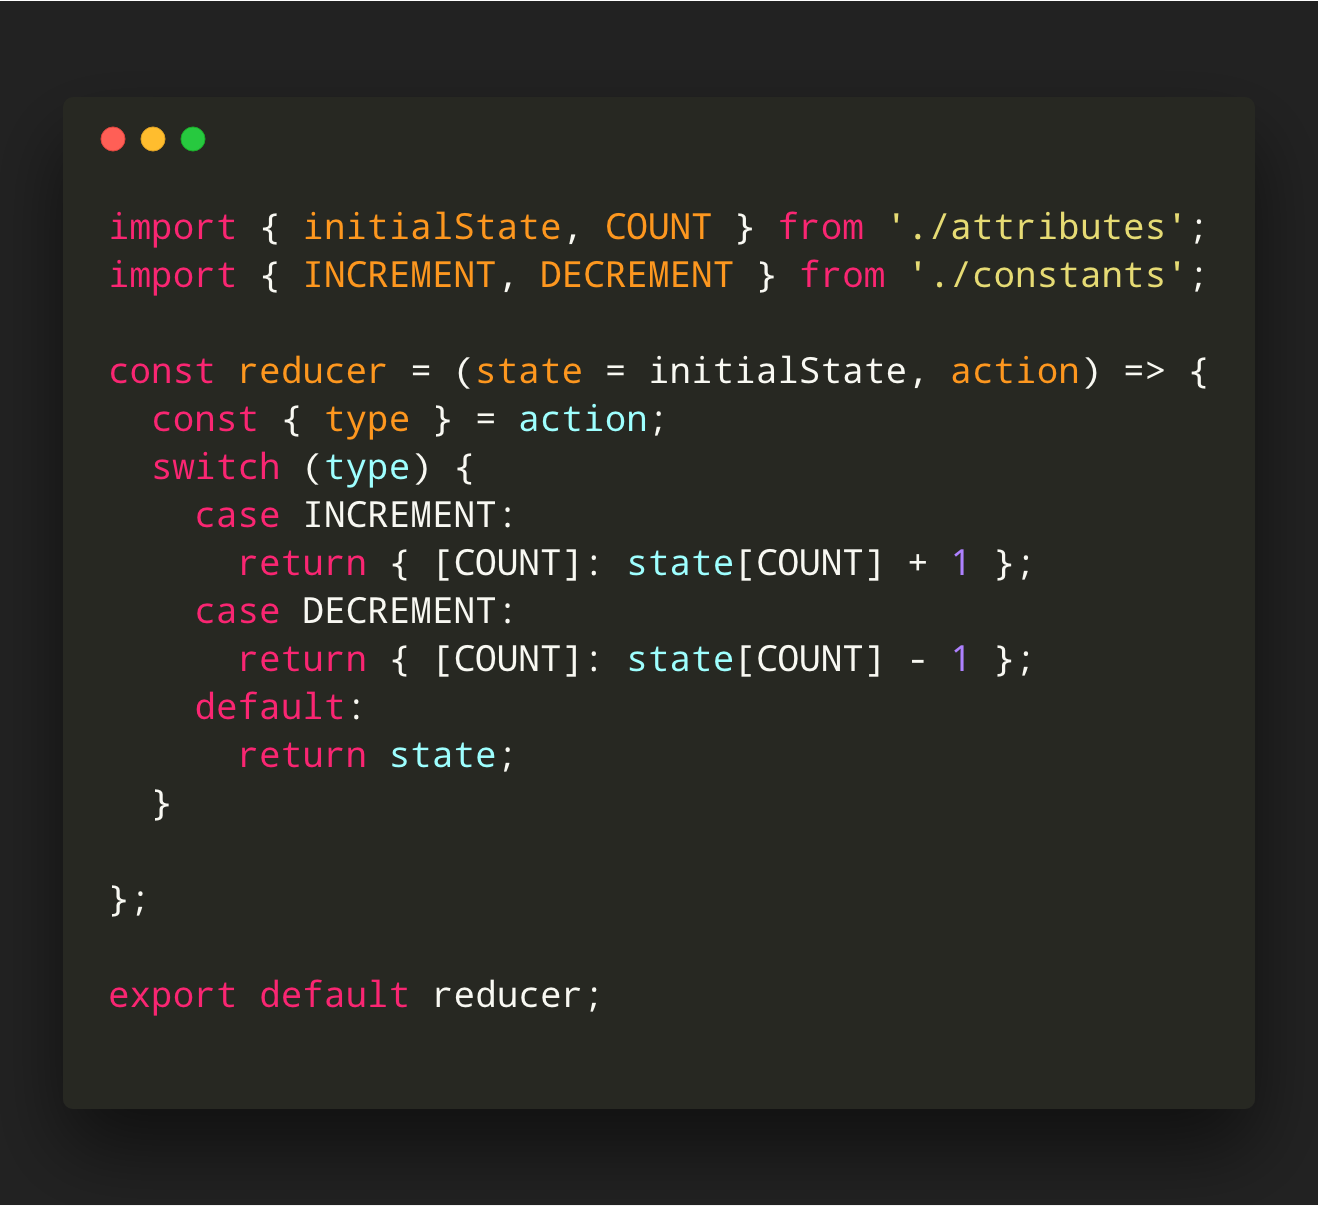 import { initialState, COUNT } from './attributes';
import { INCREMENT, DECREMENT } from './constants';

const reducer = (state = initialState, action) => {
  const { type } = action;
  switch (type) {
    case INCREMENT:
      return { [COUNT]: state[COUNT] + 1 };
    case DECREMENT:
      return { [COUNT]: state[COUNT] - 1 };
    default:
      return state;
  }

};

export default reducer;